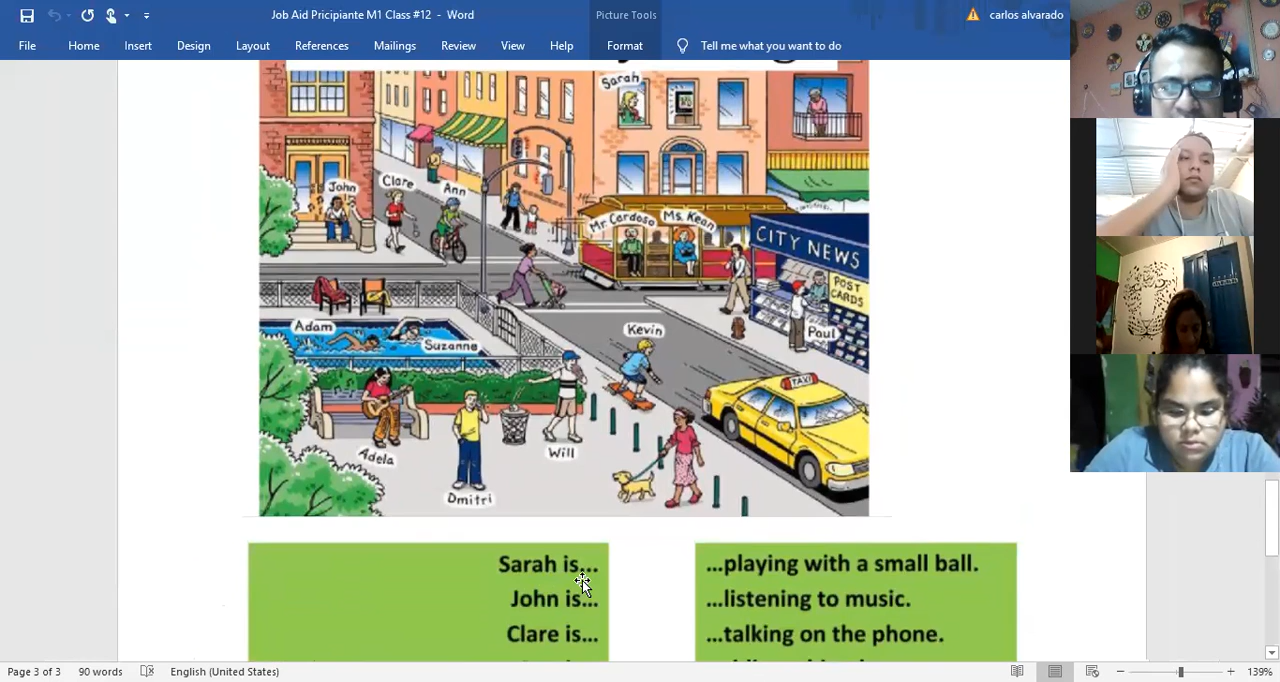 Job Aid Pricipiante M1 Class #12 - Word
Picture Tools
carlos alvarado
File Home Insert Design Layout References Mailings Review View Help Format Tell me what you want to do
Sarah
John
Clare
Ann
Mr. Cardoso
Ms. Kean
CITY NEWS
POST
CARDS
Adam
Suzanne
Kevin
Paul
TAXI
Adela
Will
Dmitri
Sarah is...
...playing with a small ball.
John is...
...listening to music.
Clare is...
...talking on the phone.
Page 3 of 3 90 words English (United States) 139%